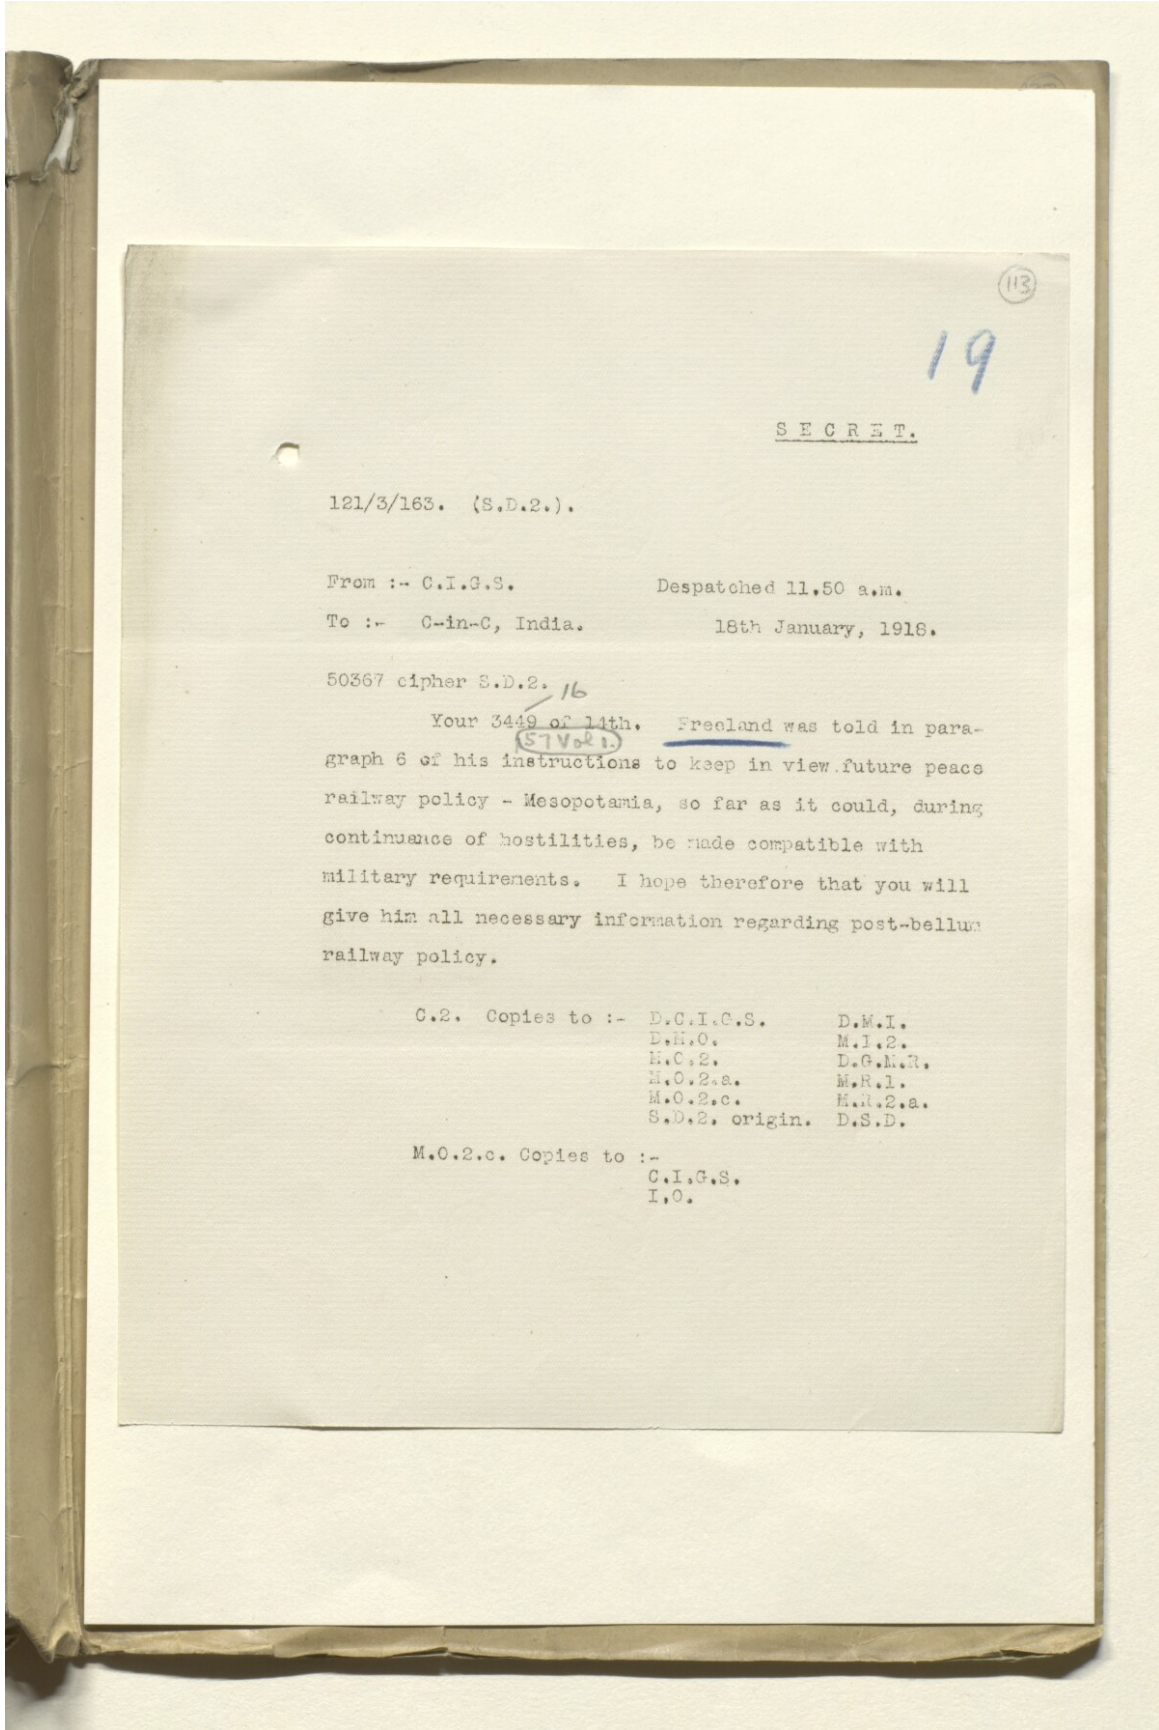 113
19
SECRET.
121/3/163. (S.D.2.).
From :- C.I.G.S. Despatched 11.50 a.m.
To :- C-in-C, India. 18th January, 1918.
50367 cipher S.D.2.
16
Your 3449 of 14th. Freeland was told in para-
57 Vol 1.
graph 6 of his instructions to keep in view future peace
railway policy - Mesopotamia, so far as it could, during
continuance of hostilities, be made compatible with
military requirements. I hope therefore that you will
give him all necessary information regarding post-bellum
railway policy.
C.2. Copies to :- D.C.I.G.S. D.M.I.
D.M.O. M.I.2.
M.O.2. D.G.M.R.
M.O.2.a. M.R.1.
M.O.2.c. M.R.2.a.
S.D.2. origin. D.S.D.
M.O.2.c. Copies to :-
C.I.G.S.
I.O.